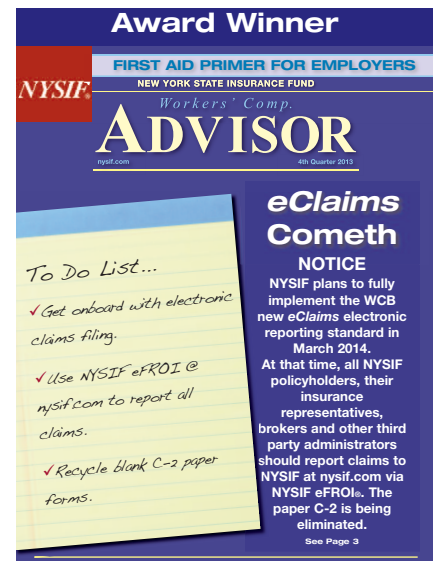 Award Winner
FIRST AID PRIMER FOR EMPLOYERS
NYSIF®
NEW YORK STATE INSURANCE FUND
Workers' Comp.
ADVISOR
nysif.com
4th Quarter 2013
To Do List...
✓Get onboard with electronic
claims filing.
✓Use NYSIF eFROI @
nysif.com to report all
claims.
✓Recycle blank C-2 paper
forms.
eClaims
Cometh
NOTICE
NYSIF plans to fully
implement the WCB
new eClaims electronic
reporting standard in
March 2014.
At that time, all NYSIF
policyholders, their
insurance
representatives,
brokers and other third
party administrators
should report claims to
NYSIF at nysif.com via
NYSIF eFROI®. The
paper C-2 is being
eliminated.
See Page 3